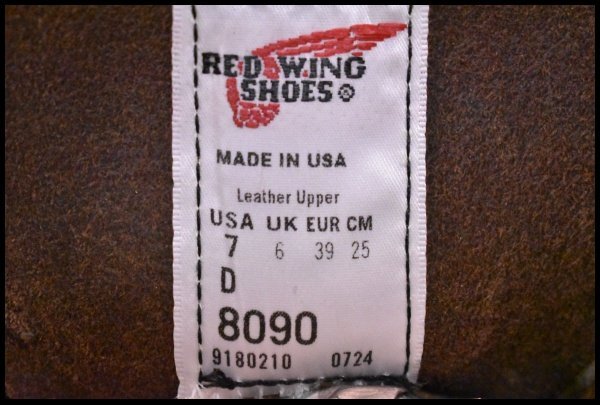 RED WING
SHOES®
MADE IN USA
Leather Upper
USA UK EUR CM
7 6 39 25
D
8090
9180210 0724